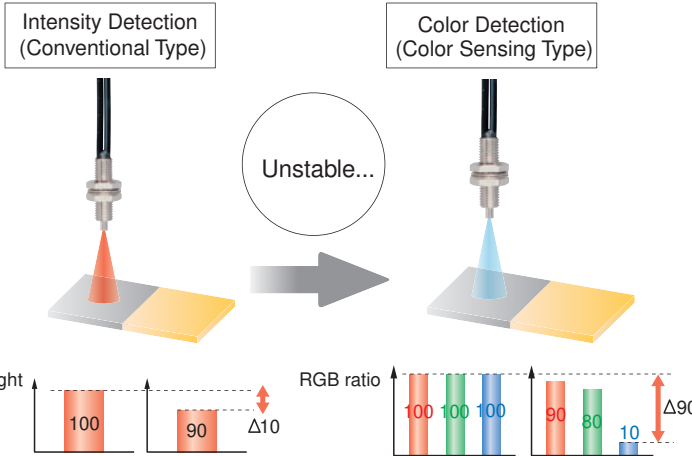 Intensity Detection
(Conventional Type)
Color Detection
(Color Sensing Type)
Unstable...
ght
100
90
Δ10
RGB ratio
100 100 100
90
80
10
Δ90